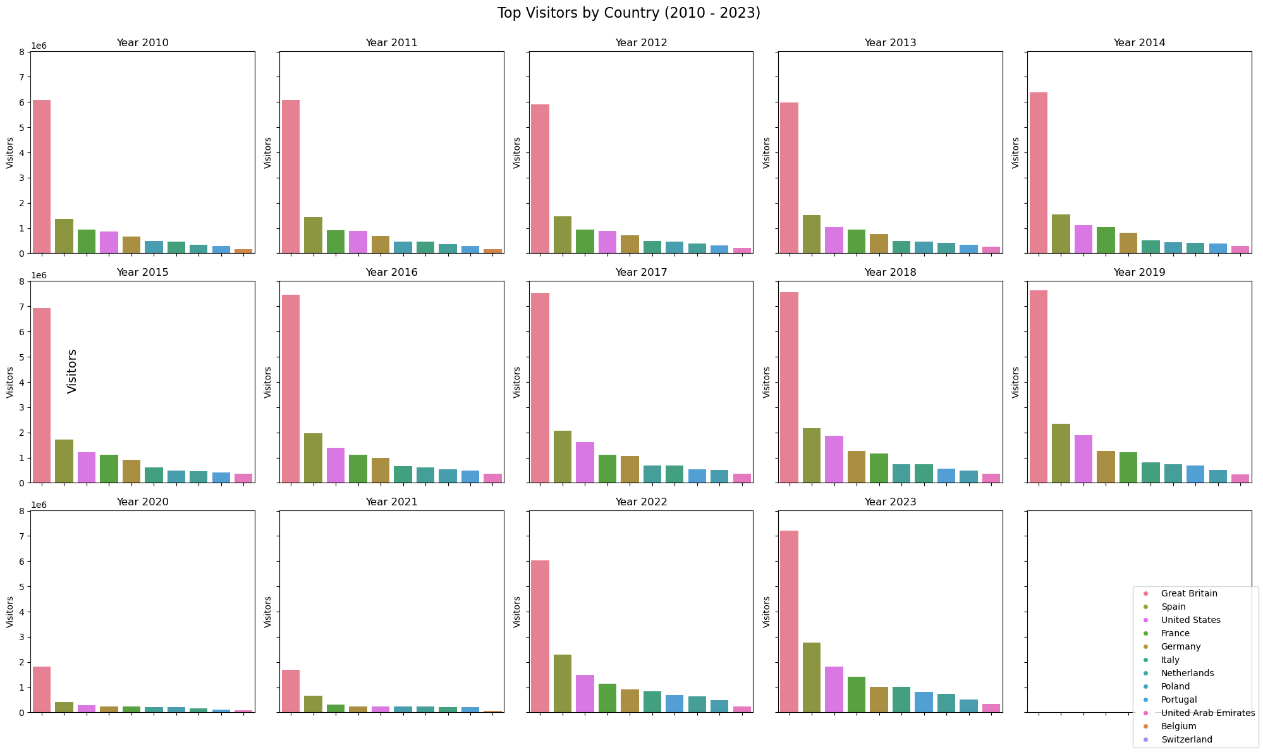 Top Visitors by Country (2010 - 2023)
1e6 Year 2010 Year 2011 Year 2012 Year 2013 Year 2014
8
7
6
5
4
3
2
1
0
Visitors Visitors Visitors Visitors Visitors
1e6 Year 2015 Year 2016 Year 2017 Year 2018 Year 2019
8
7
6
5
4
3
2
1
0
Visitors Visitors Visitors Visitors Visitors Visitors
1e6 Year 2020 Year 2021 Year 2022 Year 2023
8
7
6
5
4
3
2
1
0
Visitors Visitors Visitors Visitors
Great Britain
Spain
United States
France
Germany
Italy
Netherlands
Poland
Portugal
United Arab Emirates
Belgium
Switzerland